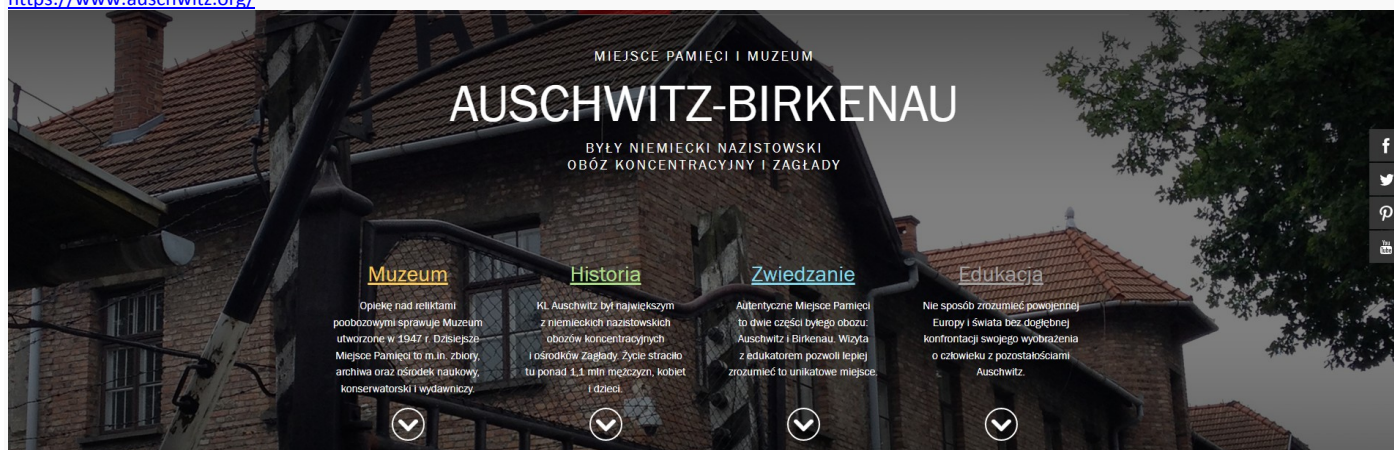 https://www.auschwitz.org/
MIEJSCE PAMIĘCI I MUZEUM
AUSCHWITZ-BIRKENAU
BYŁY NIEMIECKI NAZISTOWSKI
OBÓZ KONCENTRACYJNY I ZAGŁADY
Muzeum
Opiekę nad reliktami
poobozowymi sprawuje Muzeum
utworzone w 1947 r. Dzisiejsze
Miejsce Pamięci to m.in. zbiory,
archiwa oraz ośrodek naukowy,
konserwatorski i wydawniczy.
Historia
KL Auschwitz był największym
z niemieckich nazistowskich
obozów koncentracyjnych
i ośrodków Zagłady. Życie straciło
tu ponad 1,1 mln mężczyzn, kobiet
i dzieci.
Zwiedzanie
Autentyczne Miejsce Pamięci
to dwie części byłego obozu:
Auschwitz i Birkenau. Wizyta
z edukatorem pozwoli lepiej
zrozumieć to unikatowe miejsce.
Edukacja
Nie sposób zrozumieć powojennej
Europy i świata bez dogłębnej
konfrontacji swojego wyobrażenia
o człowieku z pozostałościami
Auschwitz.
You
Tube